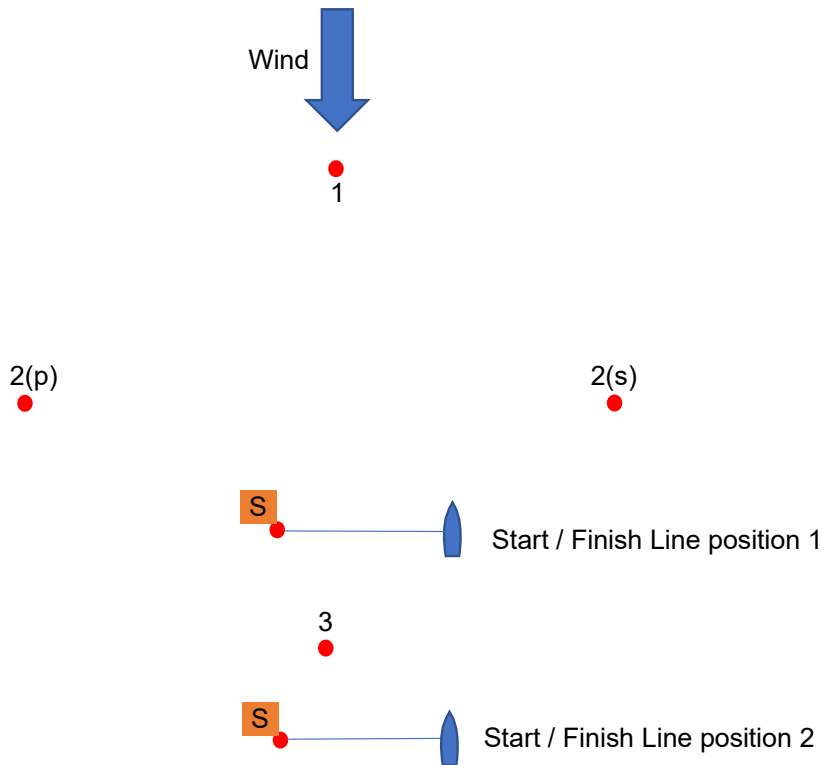 Wind
1
2(p)
2(s)
S
Start / Finish Line position 1
3
S
Start / Finish Line position 2